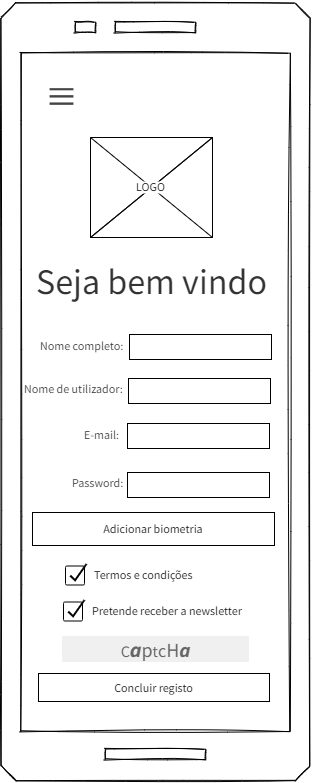 LOGO
Seja bem vindo
Nome completo:
Nome de utilizador:
E-mail:
Password:
Adicionar biometria
Termos e condições
Pretende receber a newsletter
CaptcHa
Concluir registo